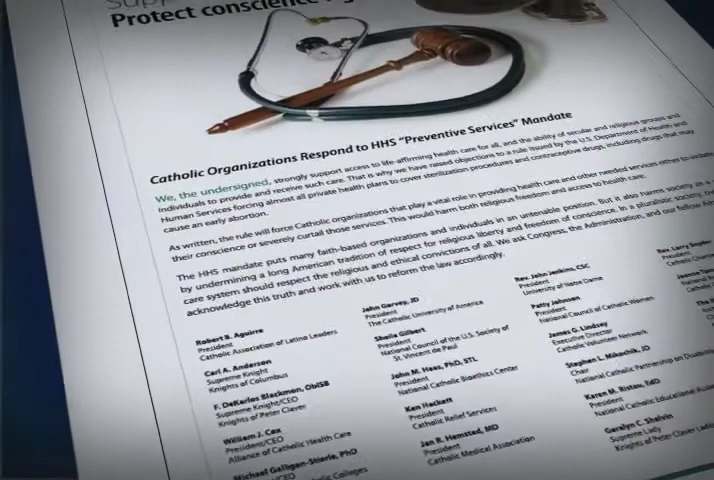 Supp
Protect conscience
Catholic Organizations Respond to HHS "Preventive Services" Mandate
We, the undersigned, strongly support access to life-affirming health care for all, and the ability of secular and religious groups and
individuals to provide and receive such care. That is why we have raised objections to a rule issued by the U.S. Department of Health and
Human Services forcing almost all private health plans to cover sterilization procedures and contraceptive drugs, including drugs that may
cause an early abortion.
As written, the rule will force Catholic organizations that play a vital role in providing health care and other needed services either to violate
their conscience or severely curtail those services. This would harm both religious freedom and access to health care.
The HHS mandate puts many faith-based organizations and individuals in an untenable position. But it also harms society as a
by undermining a long American tradition of respect for religious liberty and freedom of conscience. In a pluralistic society,
care system should respect the religious and ethical convictions of all. We ask Congress, the Administration, and our fellow
acknowledge this truth and work with us to reform the law accordingly.
Robert B. Aguirre
President
Catholic Association of Latino Leaders
Carl A. Anderson
Supreme Knight
Knights of Columbus
F. DeKarlos Blackmon, OblSB
Supreme Knight/CEO
Knights of Peter Claver
William J. Cox
President/CEO
Alliance of Catholic Health Care
Michael Galligan-Stierle, PhD
/CEO
Catholic Colleges
John Garvey, JD
President
The Catholic University of America
Sheila Gilbert
President
National Council of the U.S. Society of
St. Vincent de Paul
John M. Haas, PhD, STL
President
National Catholic Bioethics Center
Ken Hackett
President
Catholic Relief Services
Jan R. Hemstad, MD
President
Catholic Medical Association
Rev. John Jenkins, CSC
President
University of Notre Dame
Patty Johnson
President
National Council of Catholic Women
James G. Lindsay
Executive Director
Catholic Volunteer Network
Stephen L. Mikochik, JD
Chair
National Catholic Partnership on Disability
Karen M. Ristau, EdD
President
National Catholic Educational
Geralyn C. Shelvin
Supreme Lady
Knights of Peter Claver
Rev. Larry Snyder
President
Catholic